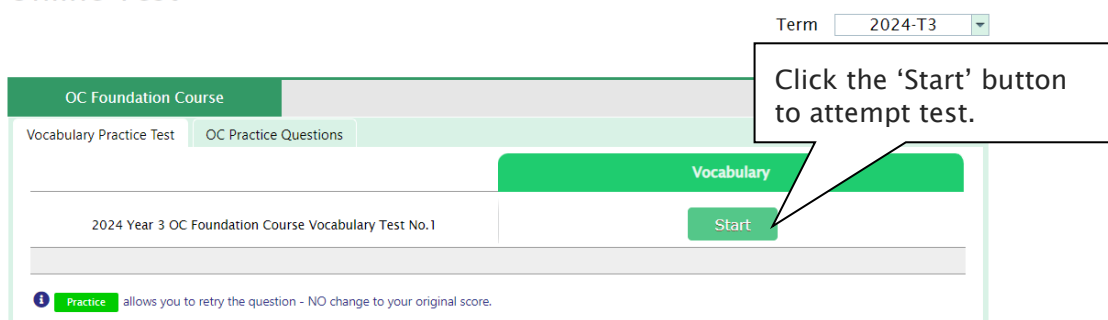 Term 2024-T3
Click the ‘Start’ button
to attempt test.
OC Foundation Course
Vocabulary Practice Test OC Practice Questions
Vocabulary
2024 Year 3 OC Foundation Course Vocabulary Test No.1 Start
Practice allows you to retry the question - NO change to your original score.